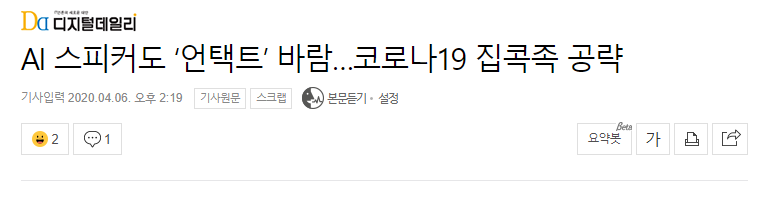 디지털데일리
AI 스피커도 ‘언택트’ 바람…코로나19 집콕족 공략
기사입력 2020.04.06. 오후 2:19 기사원문 스크랩 본문듣기 · 설정
2 1 요약봇 Beta 가